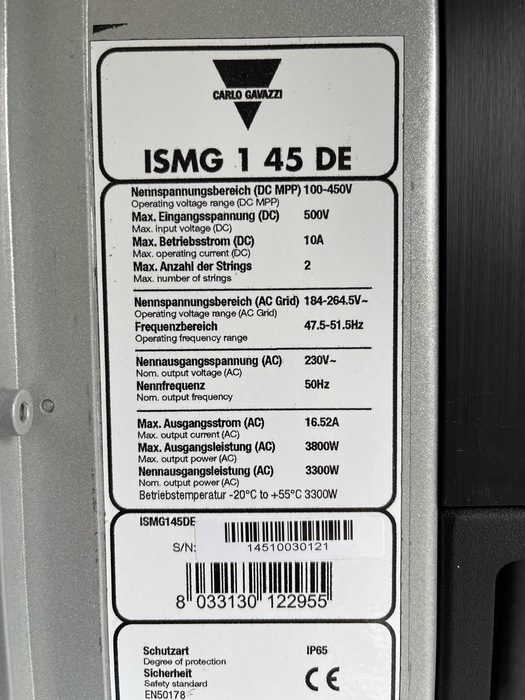 CARLO GAVAZZI
ISMG 1 45 DE
Nennspannungsbereich (DC MPP) 100-450V
Operating voltage range (DC MPP)
Max. Eingangsspannung (DC) 500V
Max. input voltage (DC)
Max. Betriebsstrom (DC) 10A
Max. operating current (DC)
Max. Anzahl der Strings 2
Max. number of strings
Nennspannungsbereich (AC Grid) 184-264.5V~
Operating voltage range (AC Grid)
Frequenzbereich 47.5-51.5Hz
Operating frequency range
Nennausgangsspannung (AC) 230V~
Nom. output voltage (AC)
Nennfrequenz 50Hz
Nom. output frequency
Max. Ausgangsstrom (AC) 16.52A
Max. output current (AC)
Max. Ausgangsleistung (AC) 3800W
Max. output power (AC)
Nennausgangsleistung (AC) 3300W
Nom. output power (AC)
Betriebstemperatur -20°C to +55°C 3300W
ISMG145DE
S/N: 14510030121
8 033130 122955
Schutzart IP65
Degree of protection
Sicherheit CE
Safety standard
EN50178